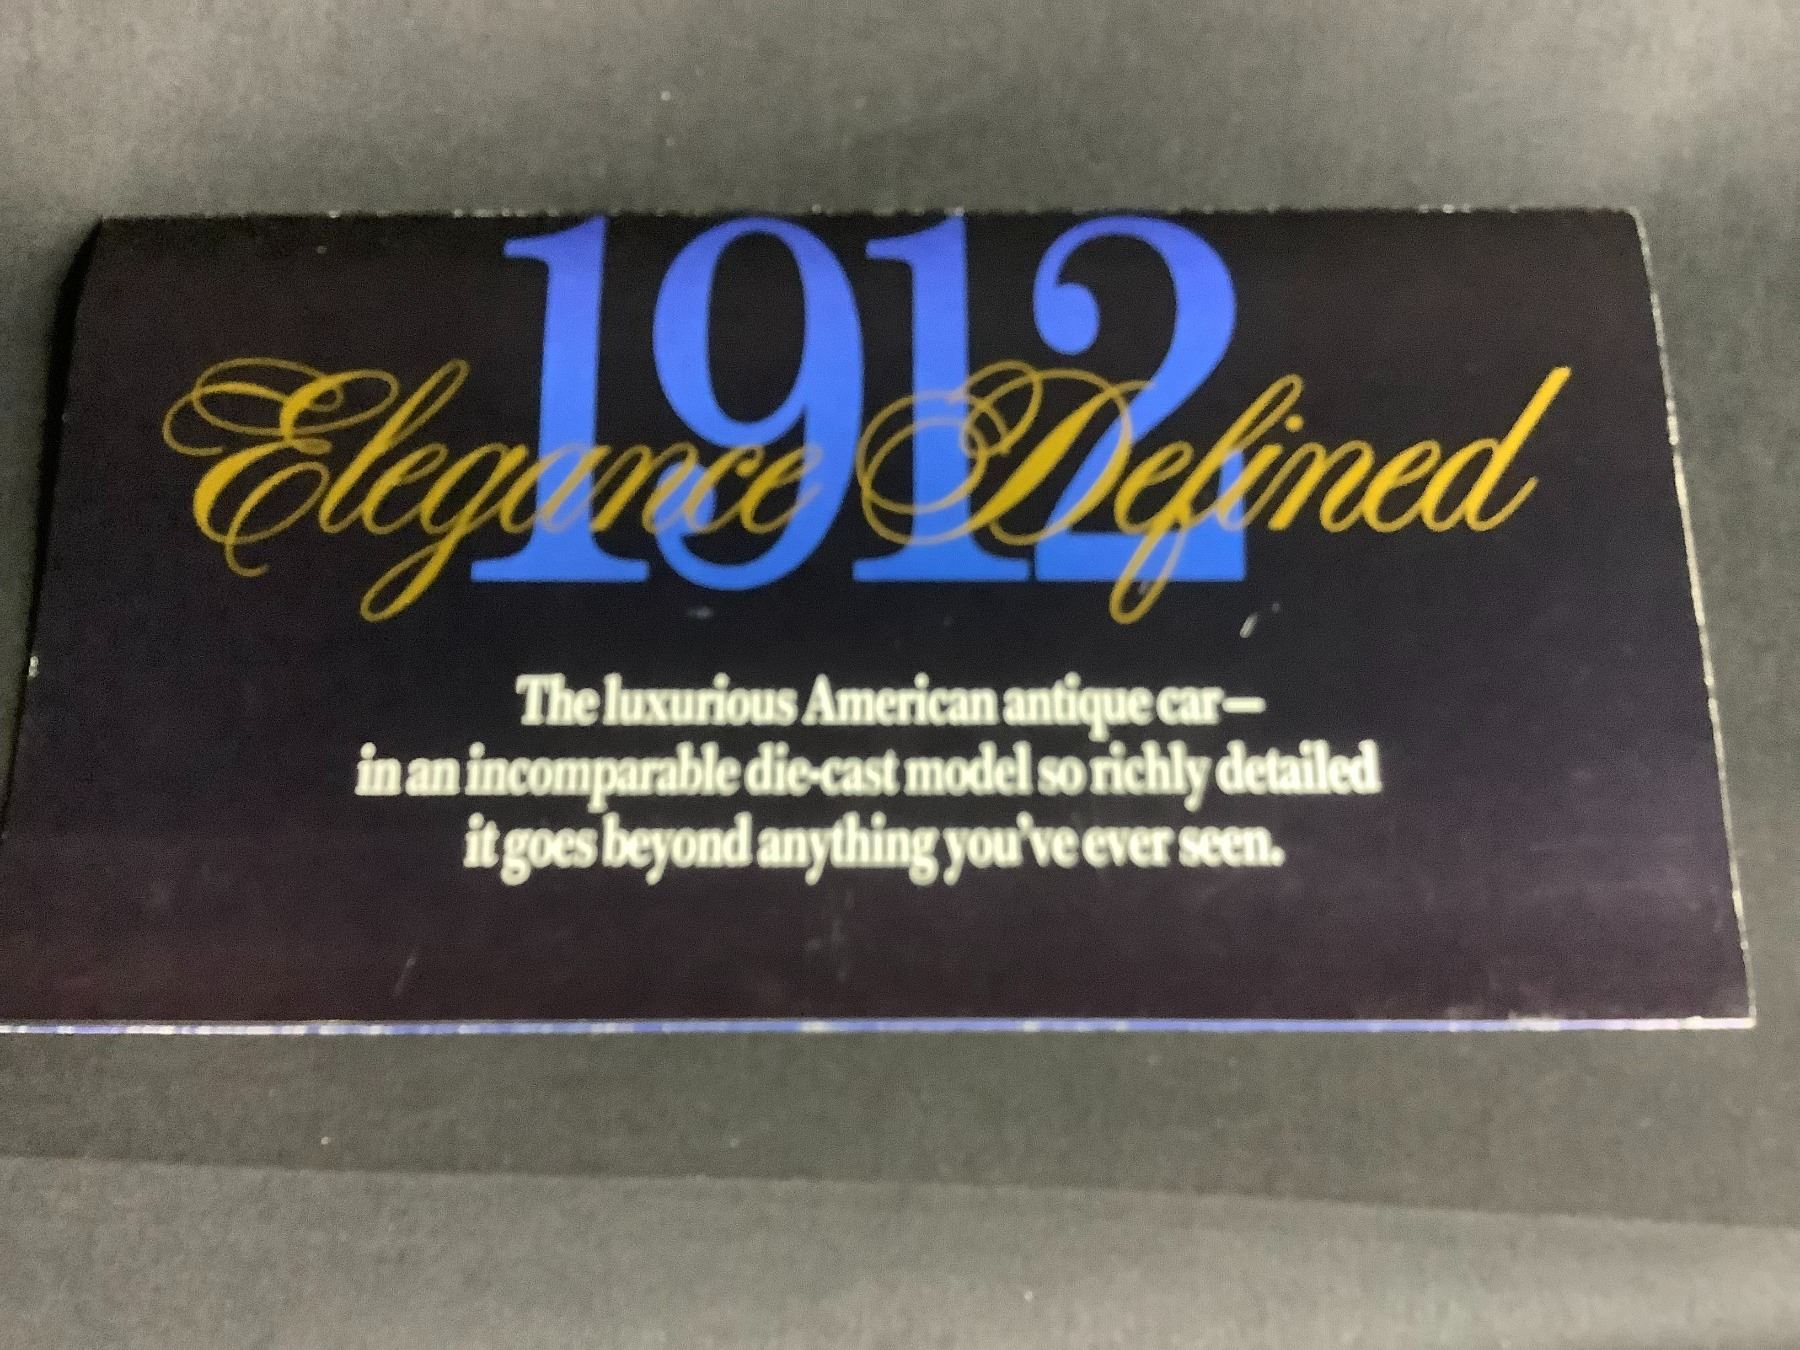 1912
Elegance Defined
The luxurious American antique car—
in an incomparable die-cast model so richly detailed
it goes beyond anything you've ever seen.